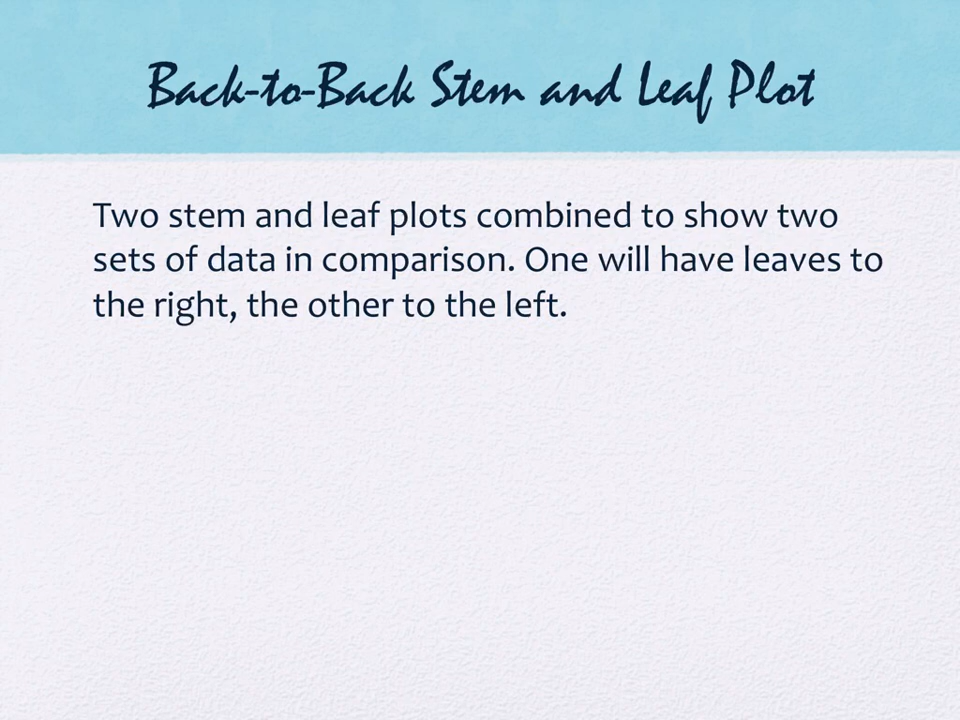 Back-to-Back Stem and Leaf Plot
Two stem and leaf plots combined to show two
sets of data in comparison. One will have leaves to
the right, the other to the left.